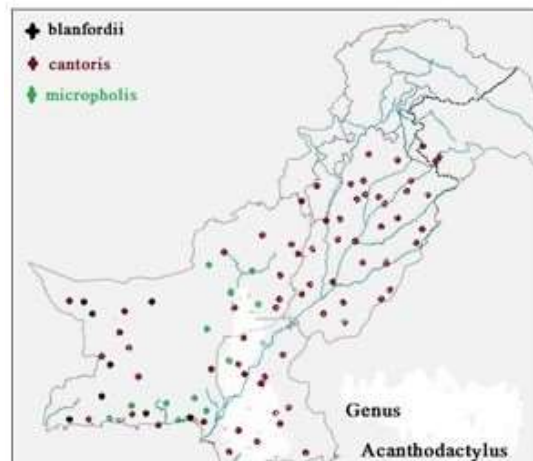 blanfordii
cantoris
micropholis
Genus
Acanthodactylus